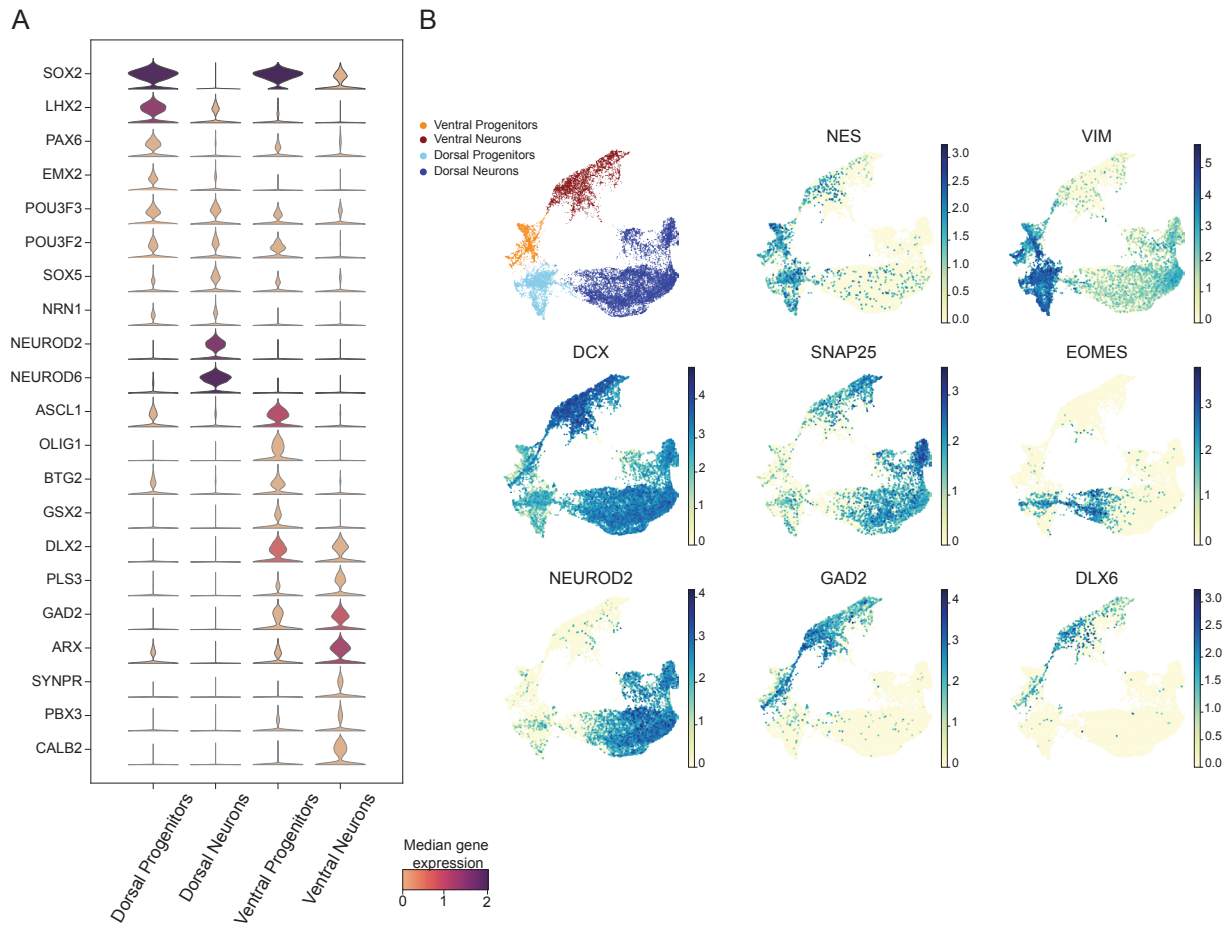 A
SOX2
LHX2
PAX6
EMX2
POU3F3
POU3F2
SOX5
NRN1
NEUROD2
NEUROD6
ASCL1
OLIG1
BTG2
GSX2
DLX2
PLS3
GAD2
ARX
SYNPR
PBX3
CALB2
Dorsal Progenitors
Dorsal Neurons
Ventral Progenitors
Ventral Neurons
Median gene
expression
0 1 2
B
Ventral Progenitors
Ventral Neurons
Dorsal Progenitors
Dorsal Neurons
NES
3.0
2.5
2.0
1.5
1.0
0.5
0.0
VIM
5
4
3
2
1
0
DCX
4
3
2
1
0
SNAP25
3
2
1
0
EOMES
3
2
1
0
NEUROD2
4
3
2
1
0
GAD2
4
3
2
1
0
DLX6
3.0
2.5
2.0
1.5
1.0
0.5
0.0